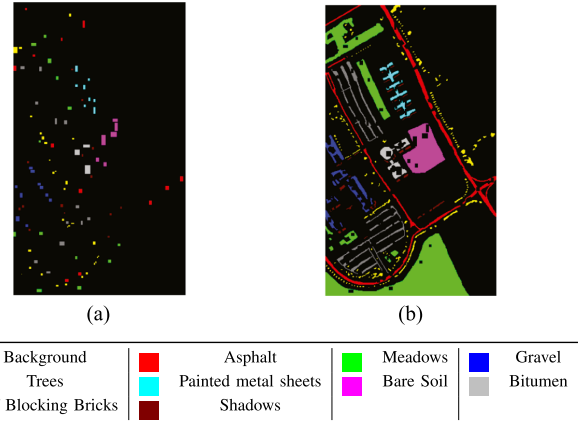 (a) (b)
Background Asphalt Meadows Gravel
Trees Painted metal sheets Bare Soil Bitumen
Blocking Bricks Shadows